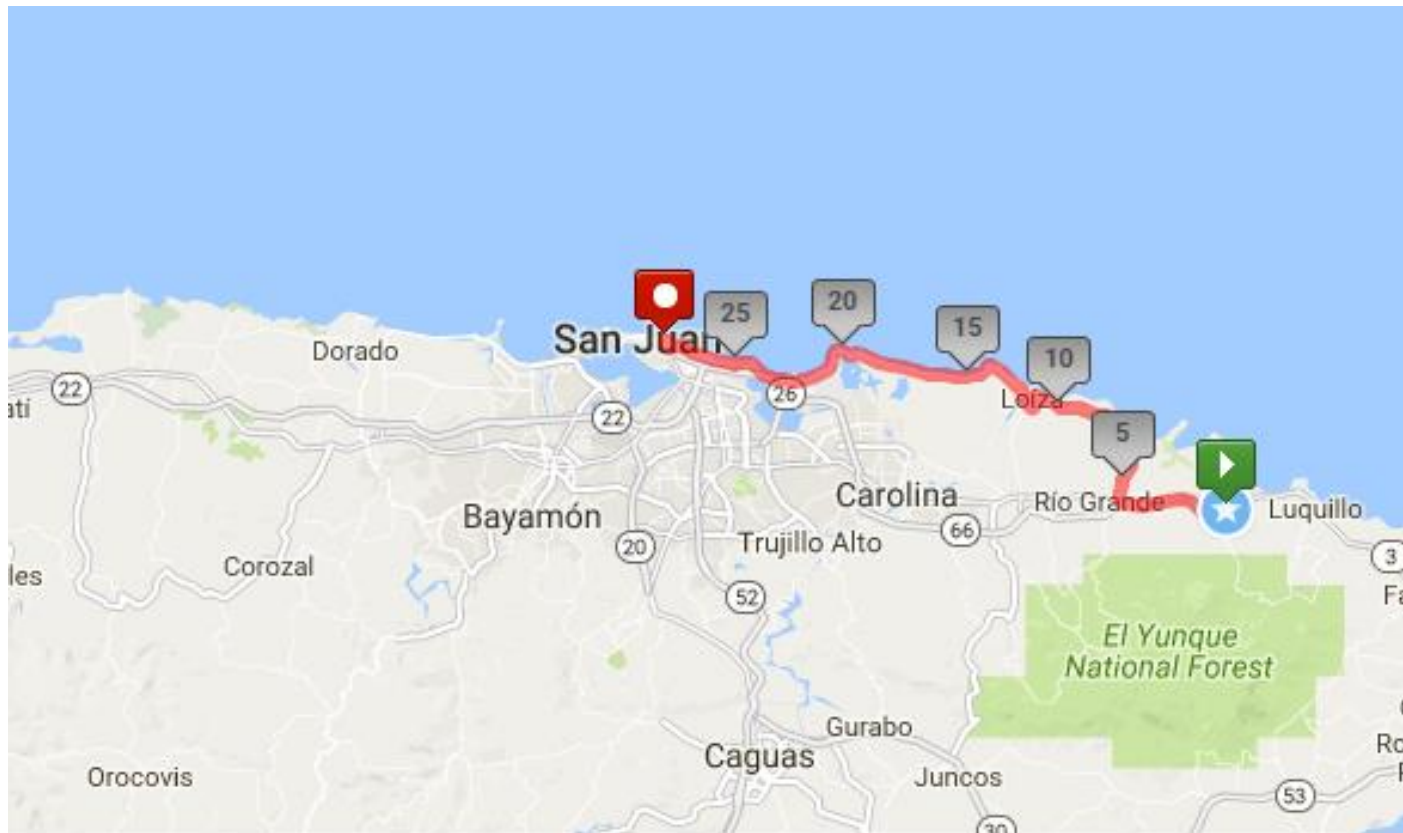 25
20
15
10
5
San Juan
Dorado
22
26
Loíza
22
Carolina
Río Grande
Luquillo
Bayamón
66
20
Trujillo Alto
3
Corozal
52
El Yunque
National Forest
Gurabo
Caguas
Orocovis
Juncos
53
30